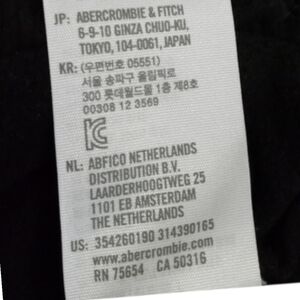 JP: ABERCROMBIE & FITCH
6-9-10 GINZA CHUO-KU,
TOKYO, 104-0061, JAPAN
KR: (우편번호 05551)
서울 송파구 올림픽로
300 롯데월드몰 1층 제8호
00308 12 3569
NL: ABFICO NETHERLANDS
DISTRIBUTION B.V.
LAARDERHOOGTWEG 25
1101 EB AMSTERDAM
THE NETHERLANDS
US: 354260190 314390165
www.abercrombie.com
RN 75654 CA 50316